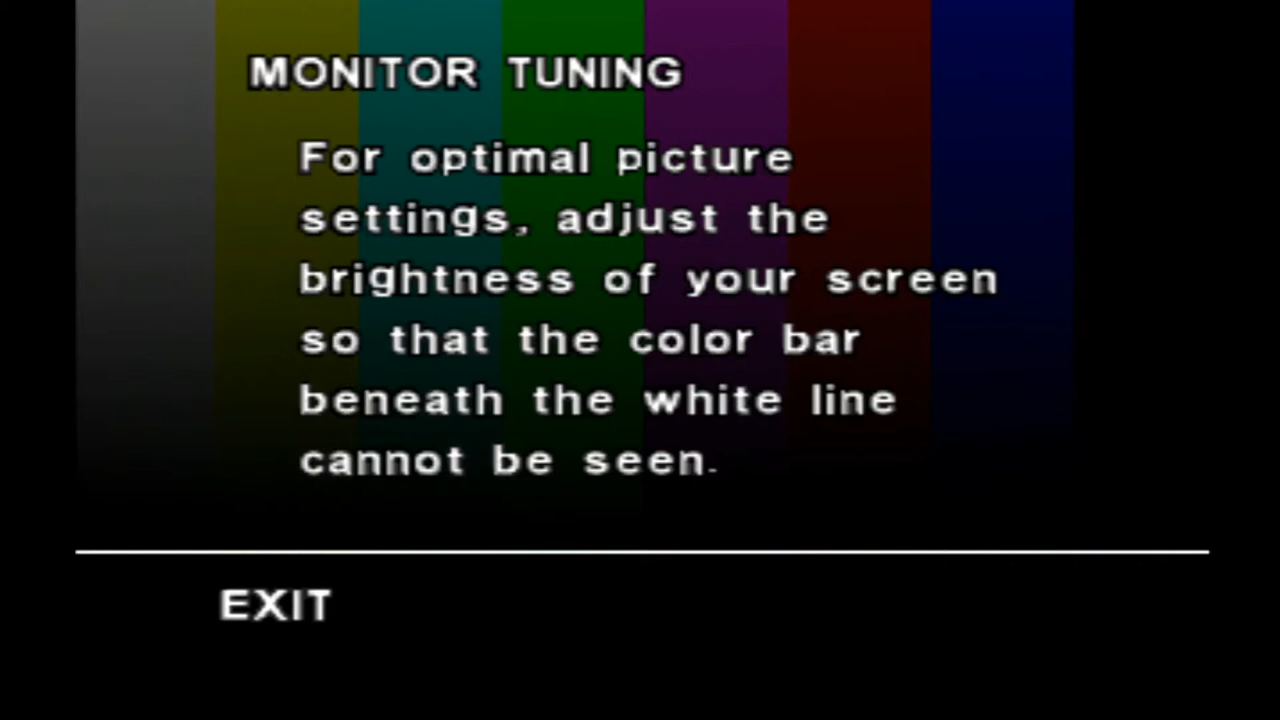 MONITOR TUNING
For optimal picture
settings, adjust the
brightness of your screen
so that the color bar
beneath the white line
cannot be seen.
EXIT